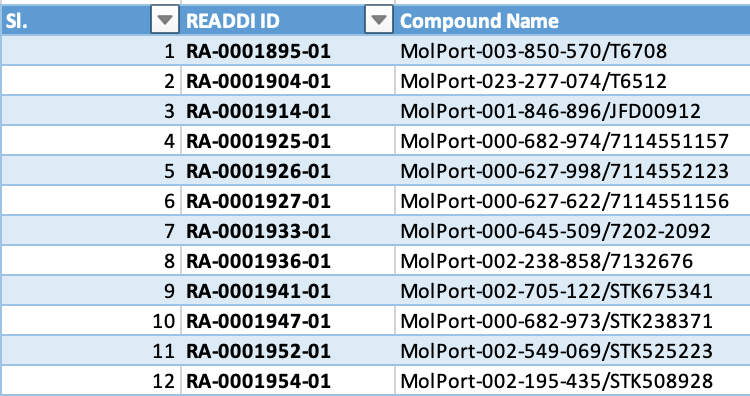 Sl. READDI ID Compound Name
1 RA-0001895-01 MolPort-003-850-570/T6708
2 RA-0001904-01 MolPort-023-277-074/T6512
3 RA-0001914-01 MolPort-001-846-896/JFD00912
4 RA-0001925-01 MolPort-000-682-974/7114551157
5 RA-0001926-01 MolPort-000-627-998/7114552123
6 RA-0001927-01 MolPort-000-627-622/7114551156
7 RA-0001933-01 MolPort-000-645-509/7202-2092
8 RA-0001936-01 MolPort-002-238-858/7132676
9 RA-0001941-01 MolPort-002-705-122/STK675341
10 RA-0001947-01 MolPort-000-682-973/STK238371
11 RA-0001952-01 MolPort-002-549-069/STK525223
12 RA-0001954-01 MolPort-002-195-435/STK508928